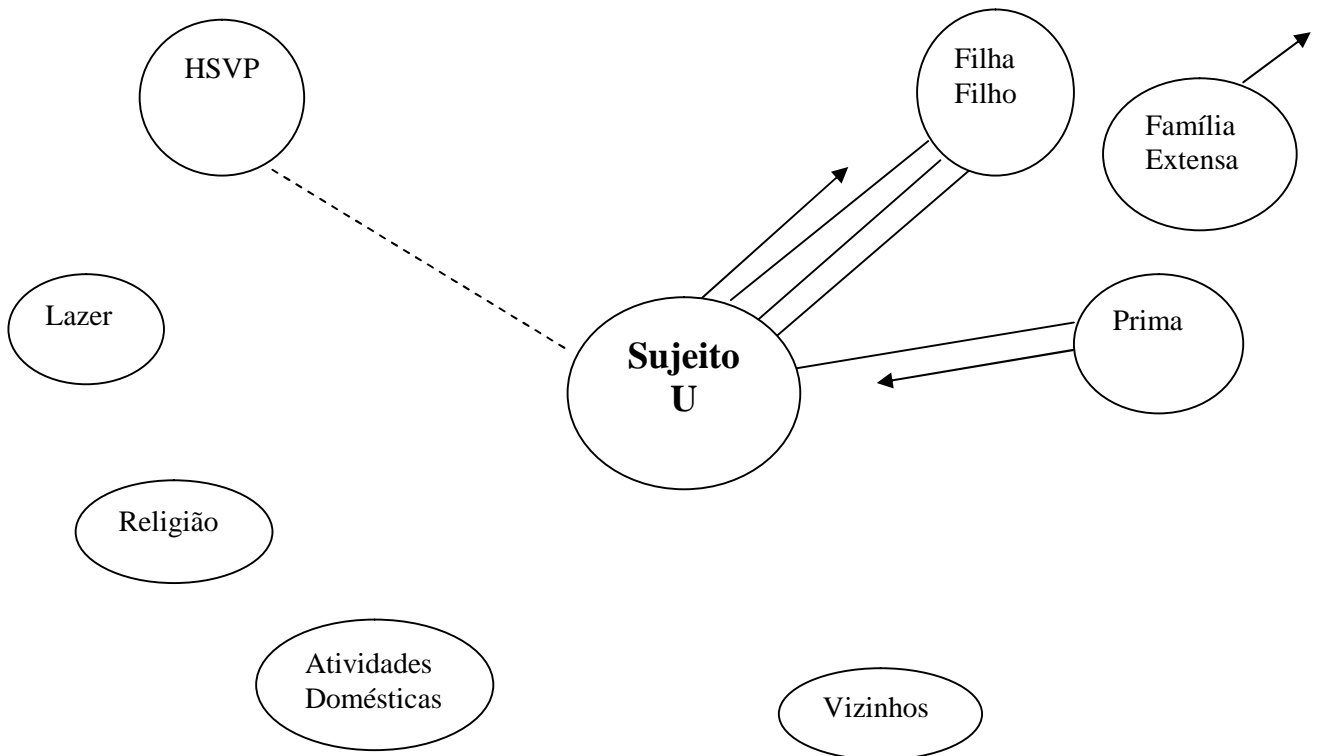 HSVP
Filha
Filho
Família
Extensa
Lazer
Prima
Sujeito
U
Religião
Atividades
Domésticas
Vizinhos